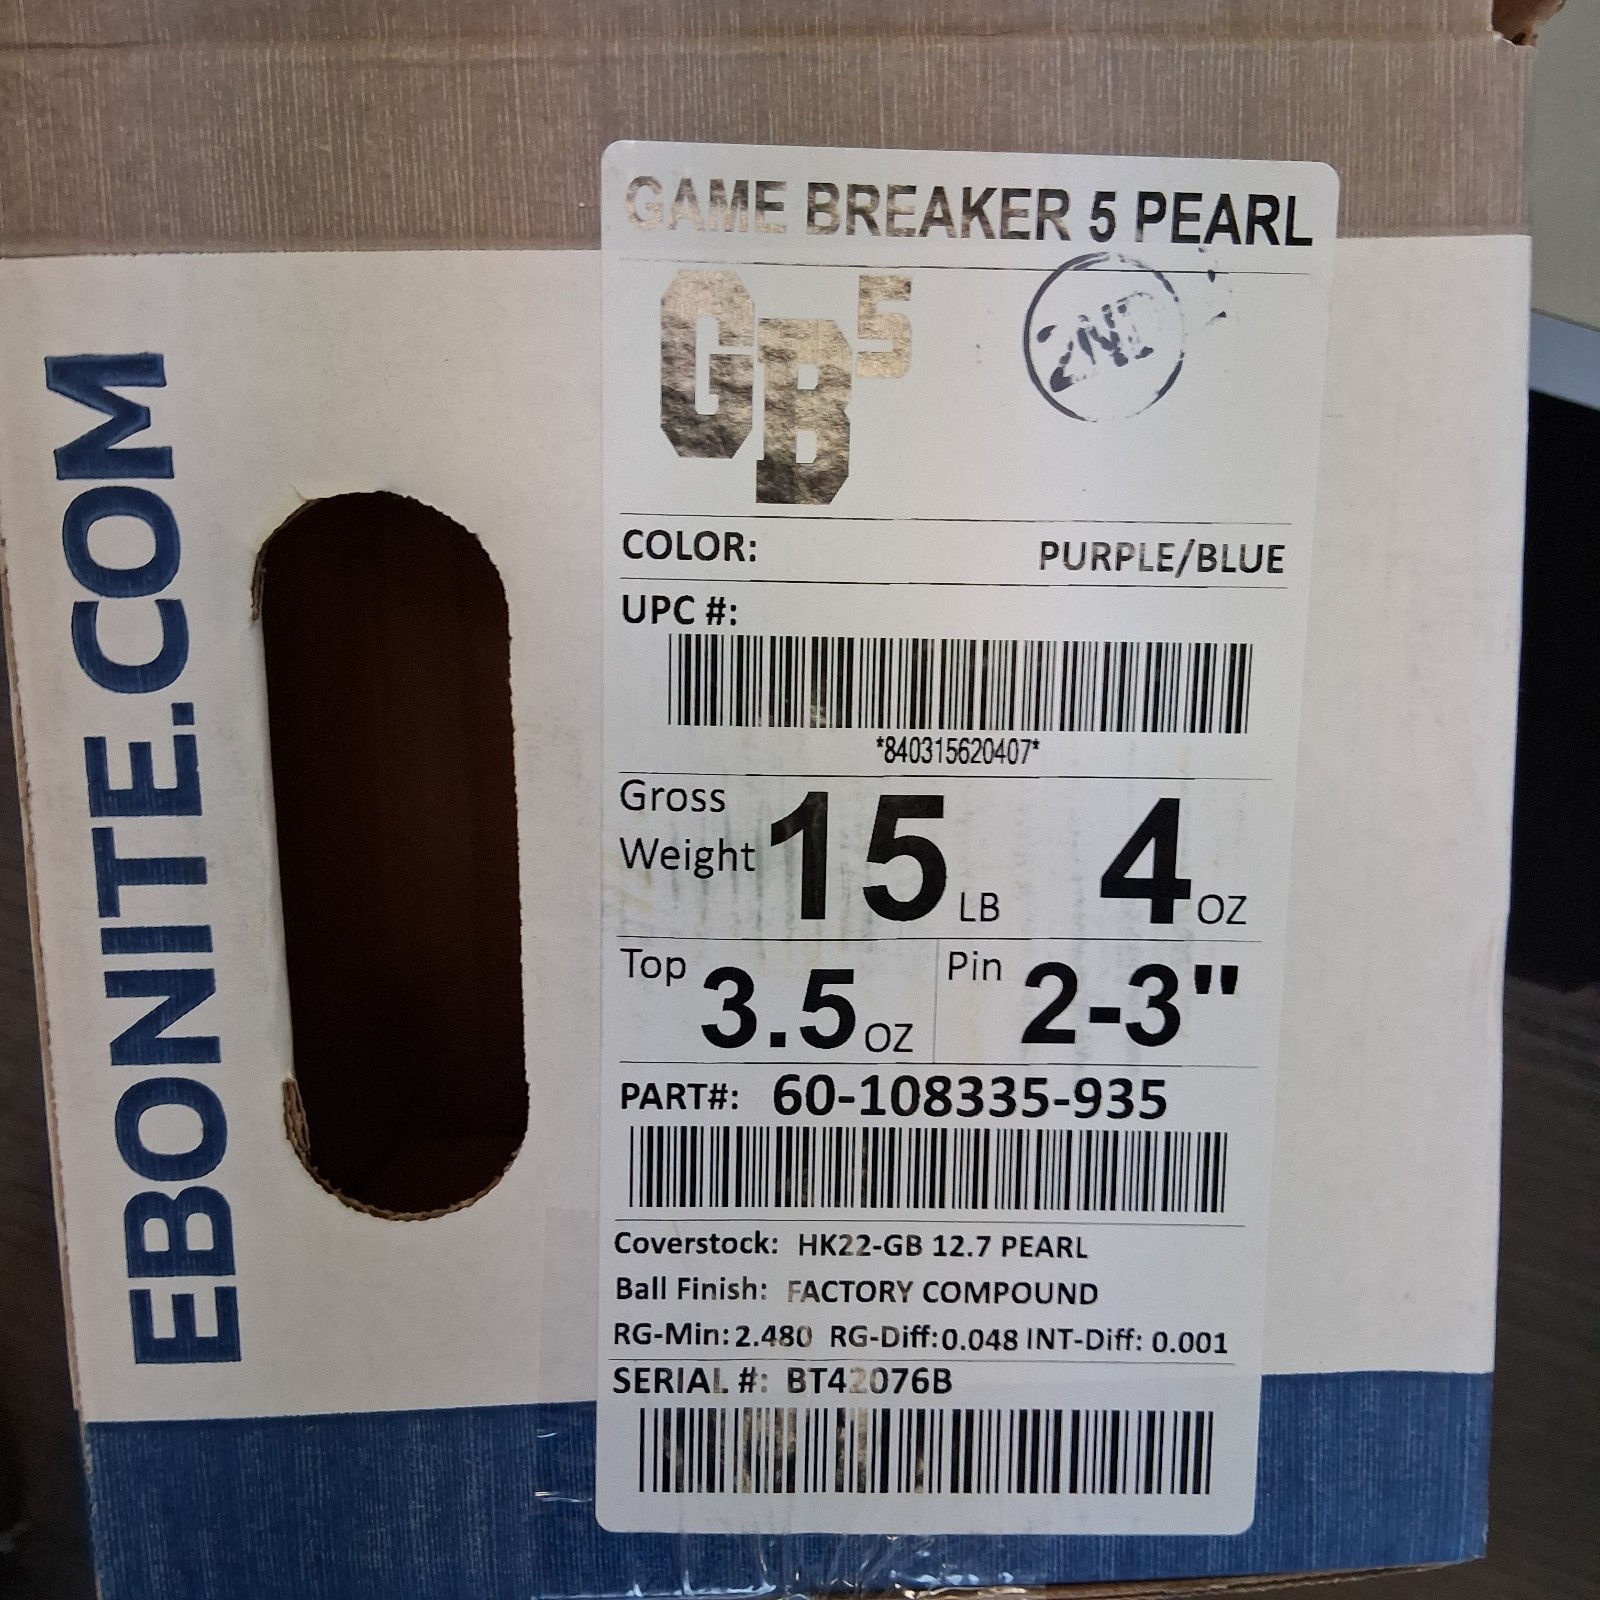 EBONITE.COM
GAME BREAKER 5 PEARL
GB5
2ND
COLOR: PURPLE/BLUE
UPC #:
*840315620407*
Gross Weight 15 LB 4 OZ
Top 3.5 OZ Pin 2-3"
PART#: 60-108335-935
Coverstock: HK22-GB 12.7 PEARL
Ball Finish: FACTORY COMPOUND
RG-Min: 2.480 RG-Diff: 0.048 INT-Diff: 0.001
SERIAL #: BT42076B